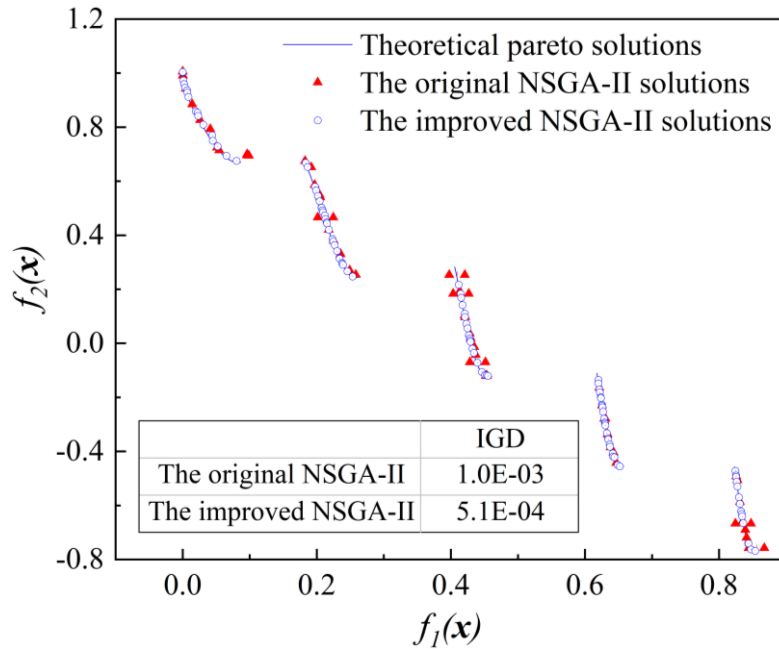 1.2
Theoretical pareto solutions
The original NSGA-II solutions
The improved NSGA-II solutions
0.8
0.4
0.0
-0.4
-0.8
f2(x)
IGD
The original NSGA-II 1.0E-03
The improved NSGA-II 5.1E-04
0.0 0.2 0.4 0.6 0.8
f1(x)